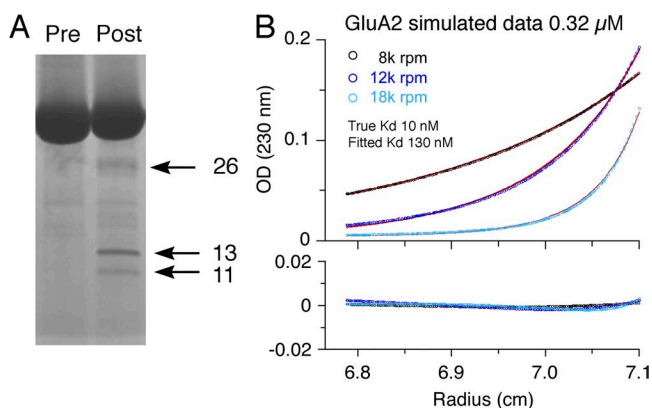 A
Pre Post
26
13
11
B
GluA2 simulated data 0.32 µM
8k rpm
12k rpm
18k rpm
True Kd 10 nM
Fitted Kd 130 nM
OD (230 nm)
0.2
0.1
0
0.02
0
-0.02
6.8 6.9 7.0 7.1
Radius (cm)